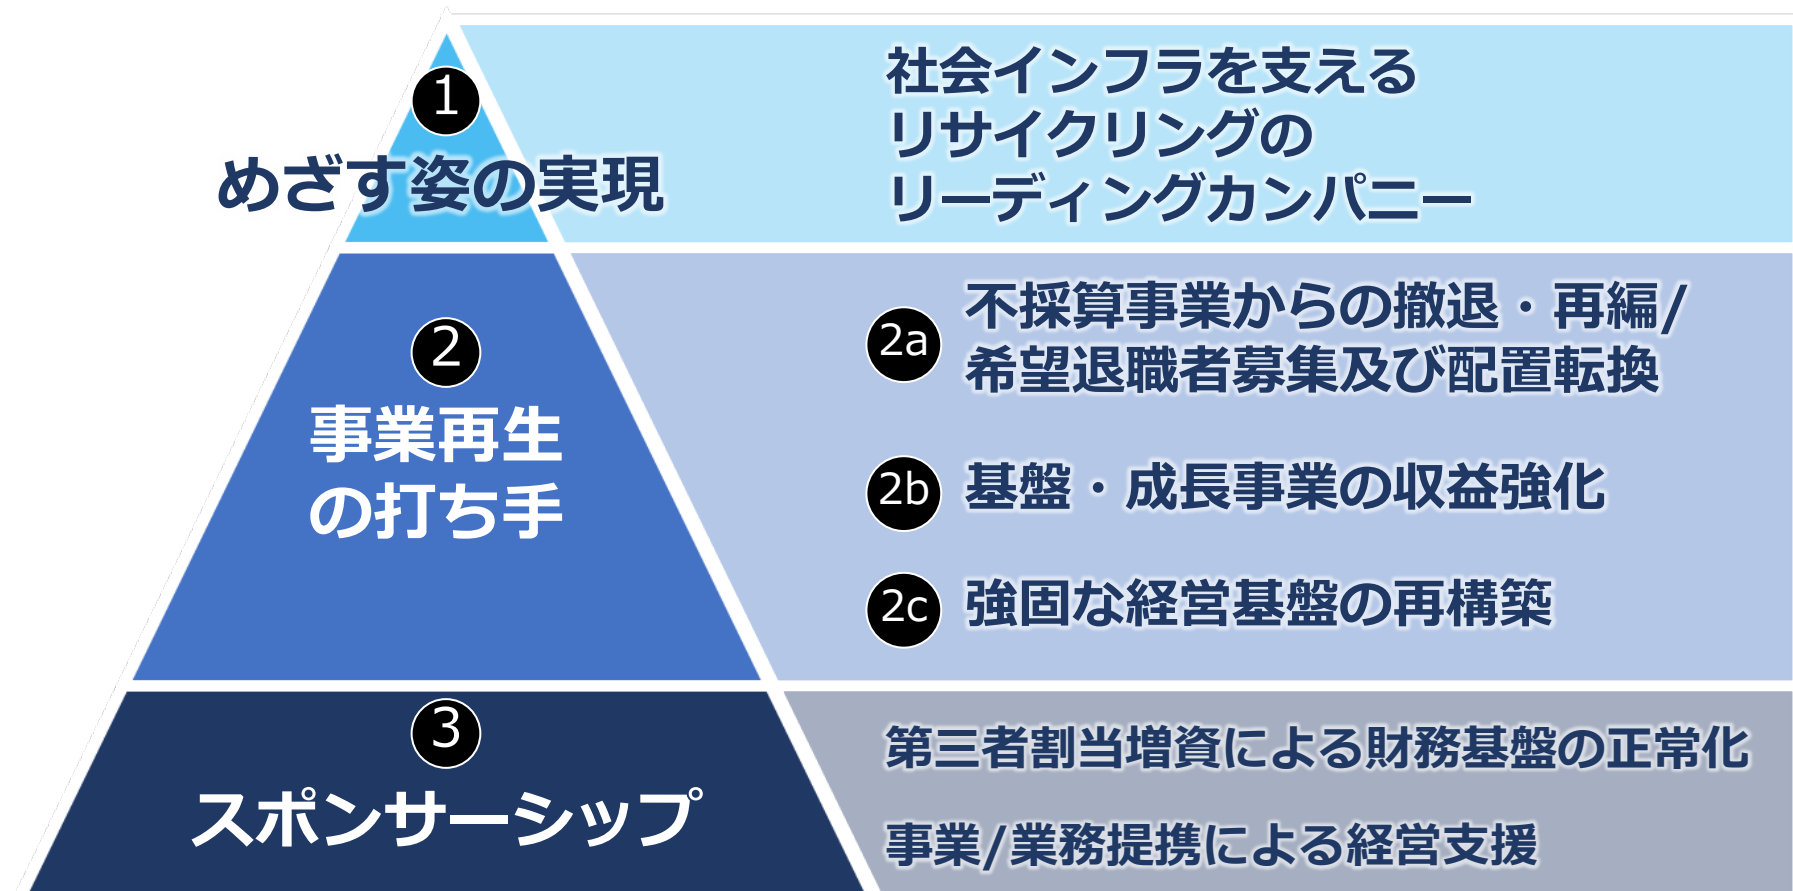 1
めざす姿の実現
社会インフラを支える
リサイクリングの
リーディングカンパニー
2
事業再生
の打ち手
2a
不採算事業からの撤退・再編/
希望退職者募集及び配置転換
2b
基盤・成長事業の収益強化
2c
強固な経営基盤の再構築
3
スポンサーシップ
第三者割当増資による財務基盤の正常化
事業/業務提携による経営支援